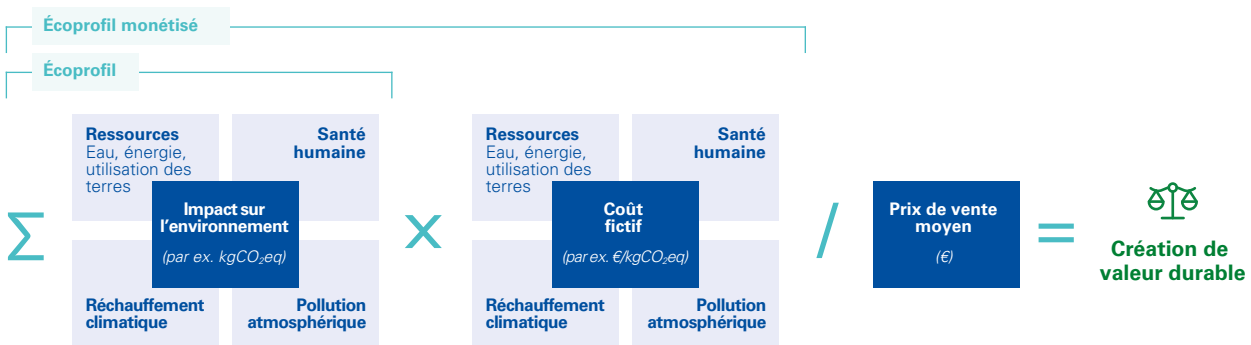 Écoprofil monétisé
Écoprofil
Ressources
Eau, énergie,
utilisation des
terres
Santé
humaine
Impact sur
l'environnement
(par ex. kgCO₂eq)
Réchauffement
climatique
Pollution
atmosphérique
Σ
X
Ressources
Eau, énergie,
utilisation des
terres
Santé
humaine
Coût
fictif
(par ex. €/kgCO₂eq)
Réchauffement
climatique
Pollution
atmosphérique
/
Prix de vente
moyen
(€)
=
Création de
valeur durable